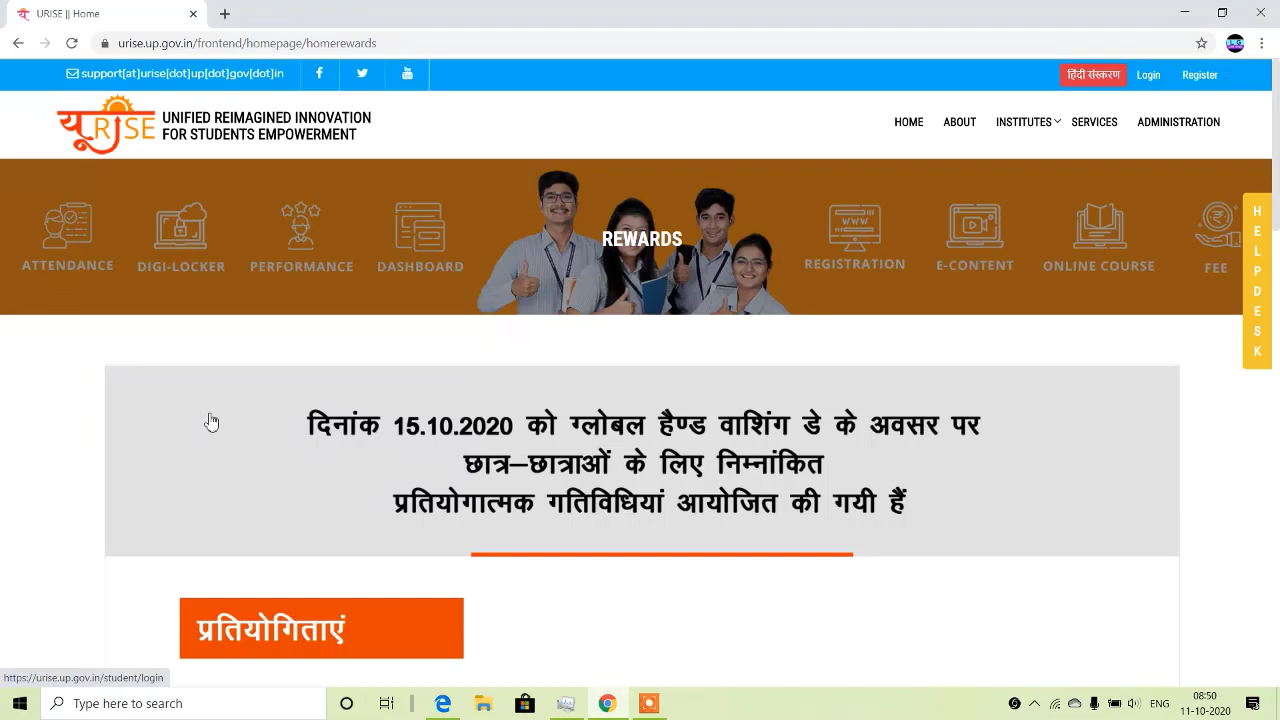 URISE || Home
urise.up.gov.in/frontend/homepage/homerewards
support[at]urise[dot]up[dot]gov[dot]in
हिंदी संस्करण Login Register
यू RISE
UNIFIED REIMAGINED INNOVATION
FOR STUDENTS EMPOWERMENT
HOME ABOUT INSTITUTES SERVICES ADMINISTRATION
REWARDS
ATTENDANCE DIGI-LOCKER PERFORMANCE DASHBOARD REGISTRATION E-CONTENT ONLINE COURSE FEE
WWW
HELPDESK
दिनांक 15.10.2020 को ग्लोबल हैण्ड वाशिंग डे के अवसर पर
छात्र–छात्राओं के लिए निम्नांकित
प्रतियोगात्मक गतिविधियां आयोजित की गयी हैं
प्रतियोगिताएं
https://urise.up.gov.in/student/login
Type here to search
08:50
11-10-2020